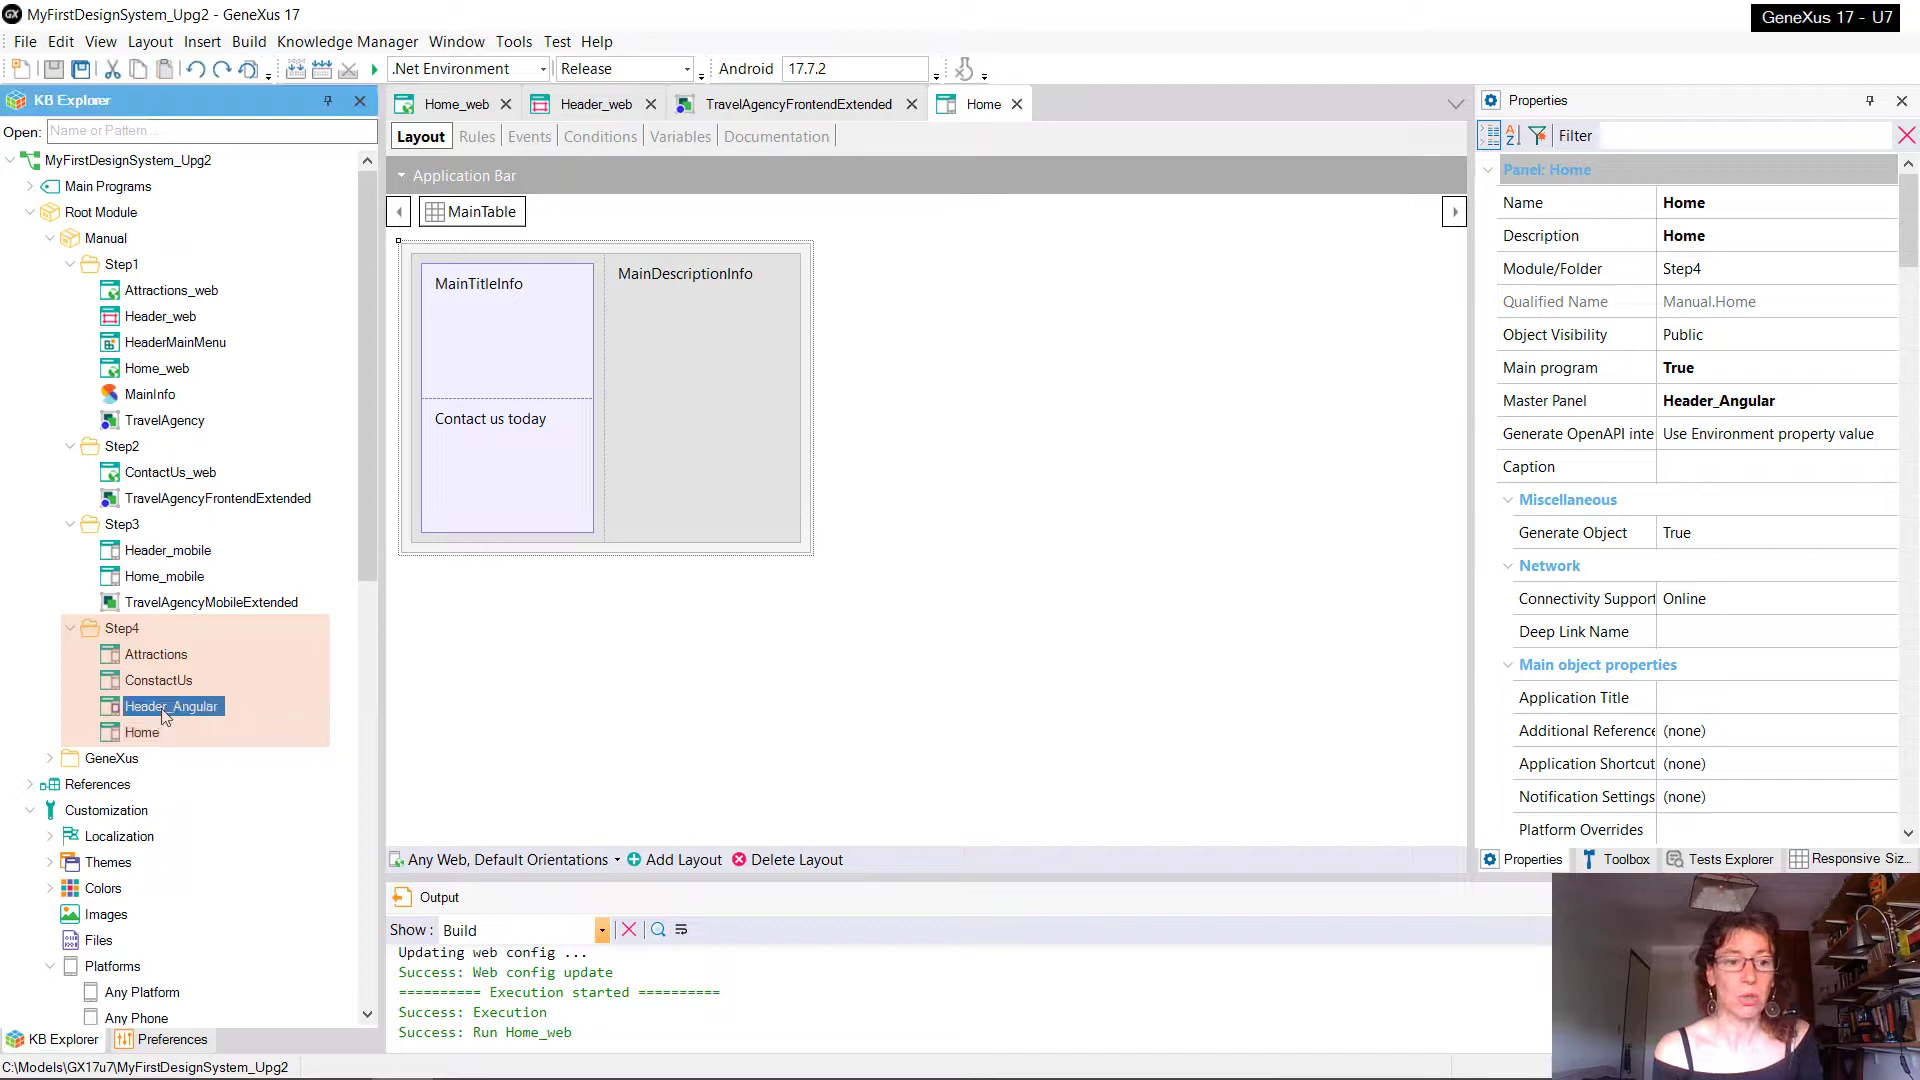 MyFirstDesignSystem_Upg2 - GeneXus 17
GeneXus 17 - U7
File Edit View Layout Insert Build Knowledge Manager Window Tools Test Help
.Net Environment Release Android 17.7.2
KB Explorer
Open: Name or Pattern...
MyFirstDesignSystem_Upg2
Main Programs
Root Module
Manual
Step1
Attractions_web
Header_web
HeaderMainMenu
Home_web
MainInfo
TravelAgency
Step2
ContactUs_web
TravelAgencyFrontendExtended
Step3
Header_mobile
Home_mobile
TravelAgencyMobileExtended
Step4
Attractions
ConstactUs
Header_Angular
Home
GeneXus
References
Customization
Localization
Themes
Colors
Images
Files
Platforms
Any Platform
Any Phone
KB Explorer Preferences
C:\Models\GX17u7\MyFirstDesignSystem_Upg2
Home_web Header_web TravelAgencyFrontendExtended Home
Layout Rules Events Conditions Variables Documentation
Application Bar
MainTable
MainTitleInfo
MainDescriptionInfo
Contact us today
Any Web, Default Orientations Add Layout Delete Layout
Output
Show: Build
Updating web config ...
Success: Web config update
========== Execution started ==========
Success: Execution
Success: Run Home_web
Properties
Filter
Panel: Home
Name Home
Description Home
Module/Folder Step4
Qualified Name Manual.Home
Object Visibility Public
Main program True
Master Panel Header_Angular
Generate OpenAPI inte Use Environment property value
Caption
Miscellaneous
Generate Object True
Network
Connectivity Support Online
Deep Link Name
Main object properties
Application Title
Additional Reference (none)
Application Shortcut (none)
Notification Settings (none)
Platform Overrides
Properties Toolbox Tests Explorer Responsive Siz...